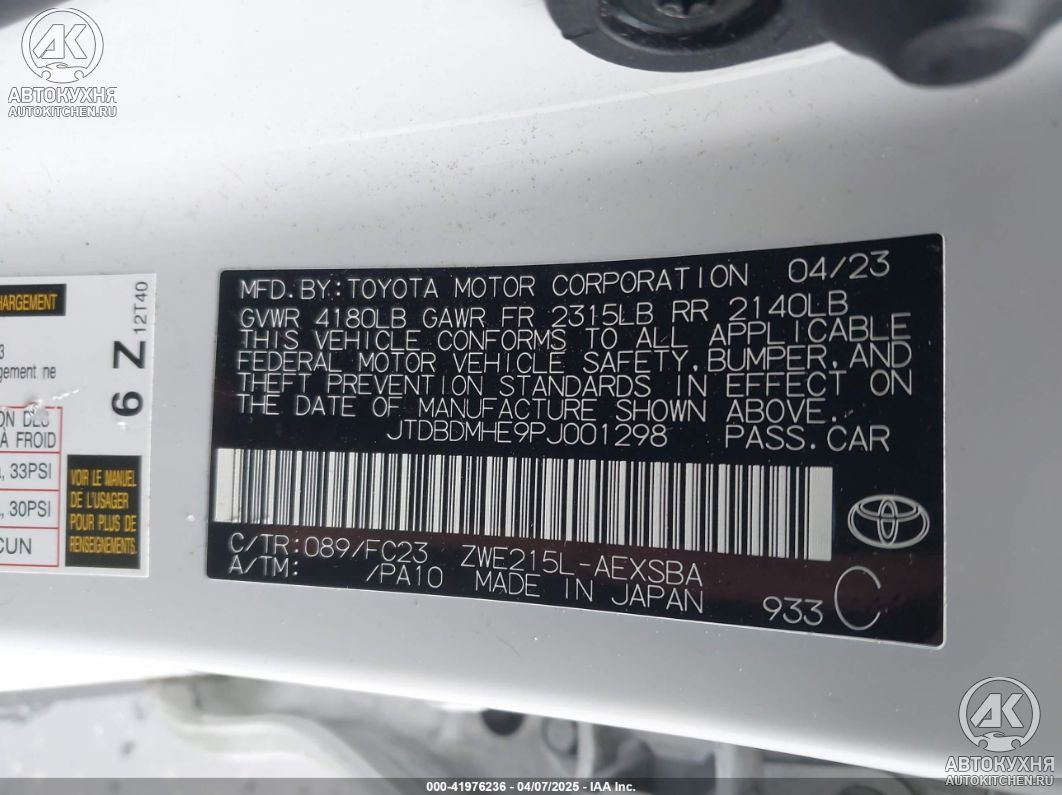 AK
АВТОКУХНЯ
AUTOKITCHEN.RU
HARGEMENT
3
gement ne
6 Z 12T40
ON DES
À FROID
, 33PSI
, 30PSI
CUN
VOIR LE MANUEL
DE L'USAGER
POUR PLUS DE
RENSEIGNEMENTS.
MFD.BY:TOYOTA MOTOR CORPORATION 04/23
GVWR 4180LB GAWR FR 2315LB RR 2140LB
THIS VEHICLE CONFORMS TO ALL APPLICABLE
FEDERAL MOTOR VEHICLE SAFETY,BUMPER,AND
THEFT PREVENTION STANDARDS IN EFFECT ON
THE DATE OF MANUFACTURE SHOWN ABOVE.
JTDBDMHE9PJ001298 PASS.CAR
C/TR:089/FC23 ZWE215L-AEXSBA
A/TM: /PA10 MADE IN JAPAN
933 C
AK
АВТОКУХНЯ
AUTOKITCHEN.RU
000-41976236 - 04/07/2025 - IAA Inc.